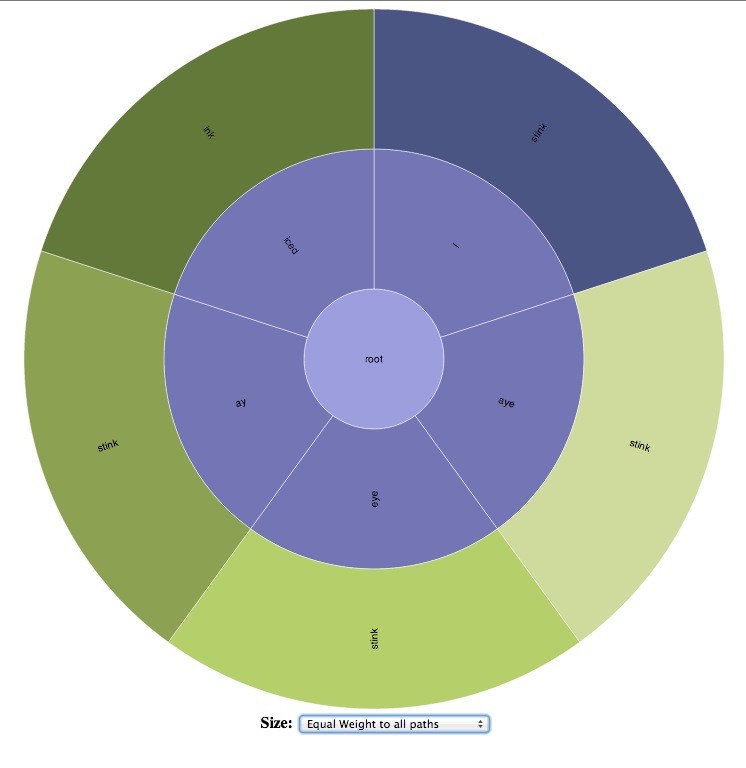 ink
stink
iced
I
root
ay
aye
stink
stink
eye
stink
Size: Equal Weight to all paths